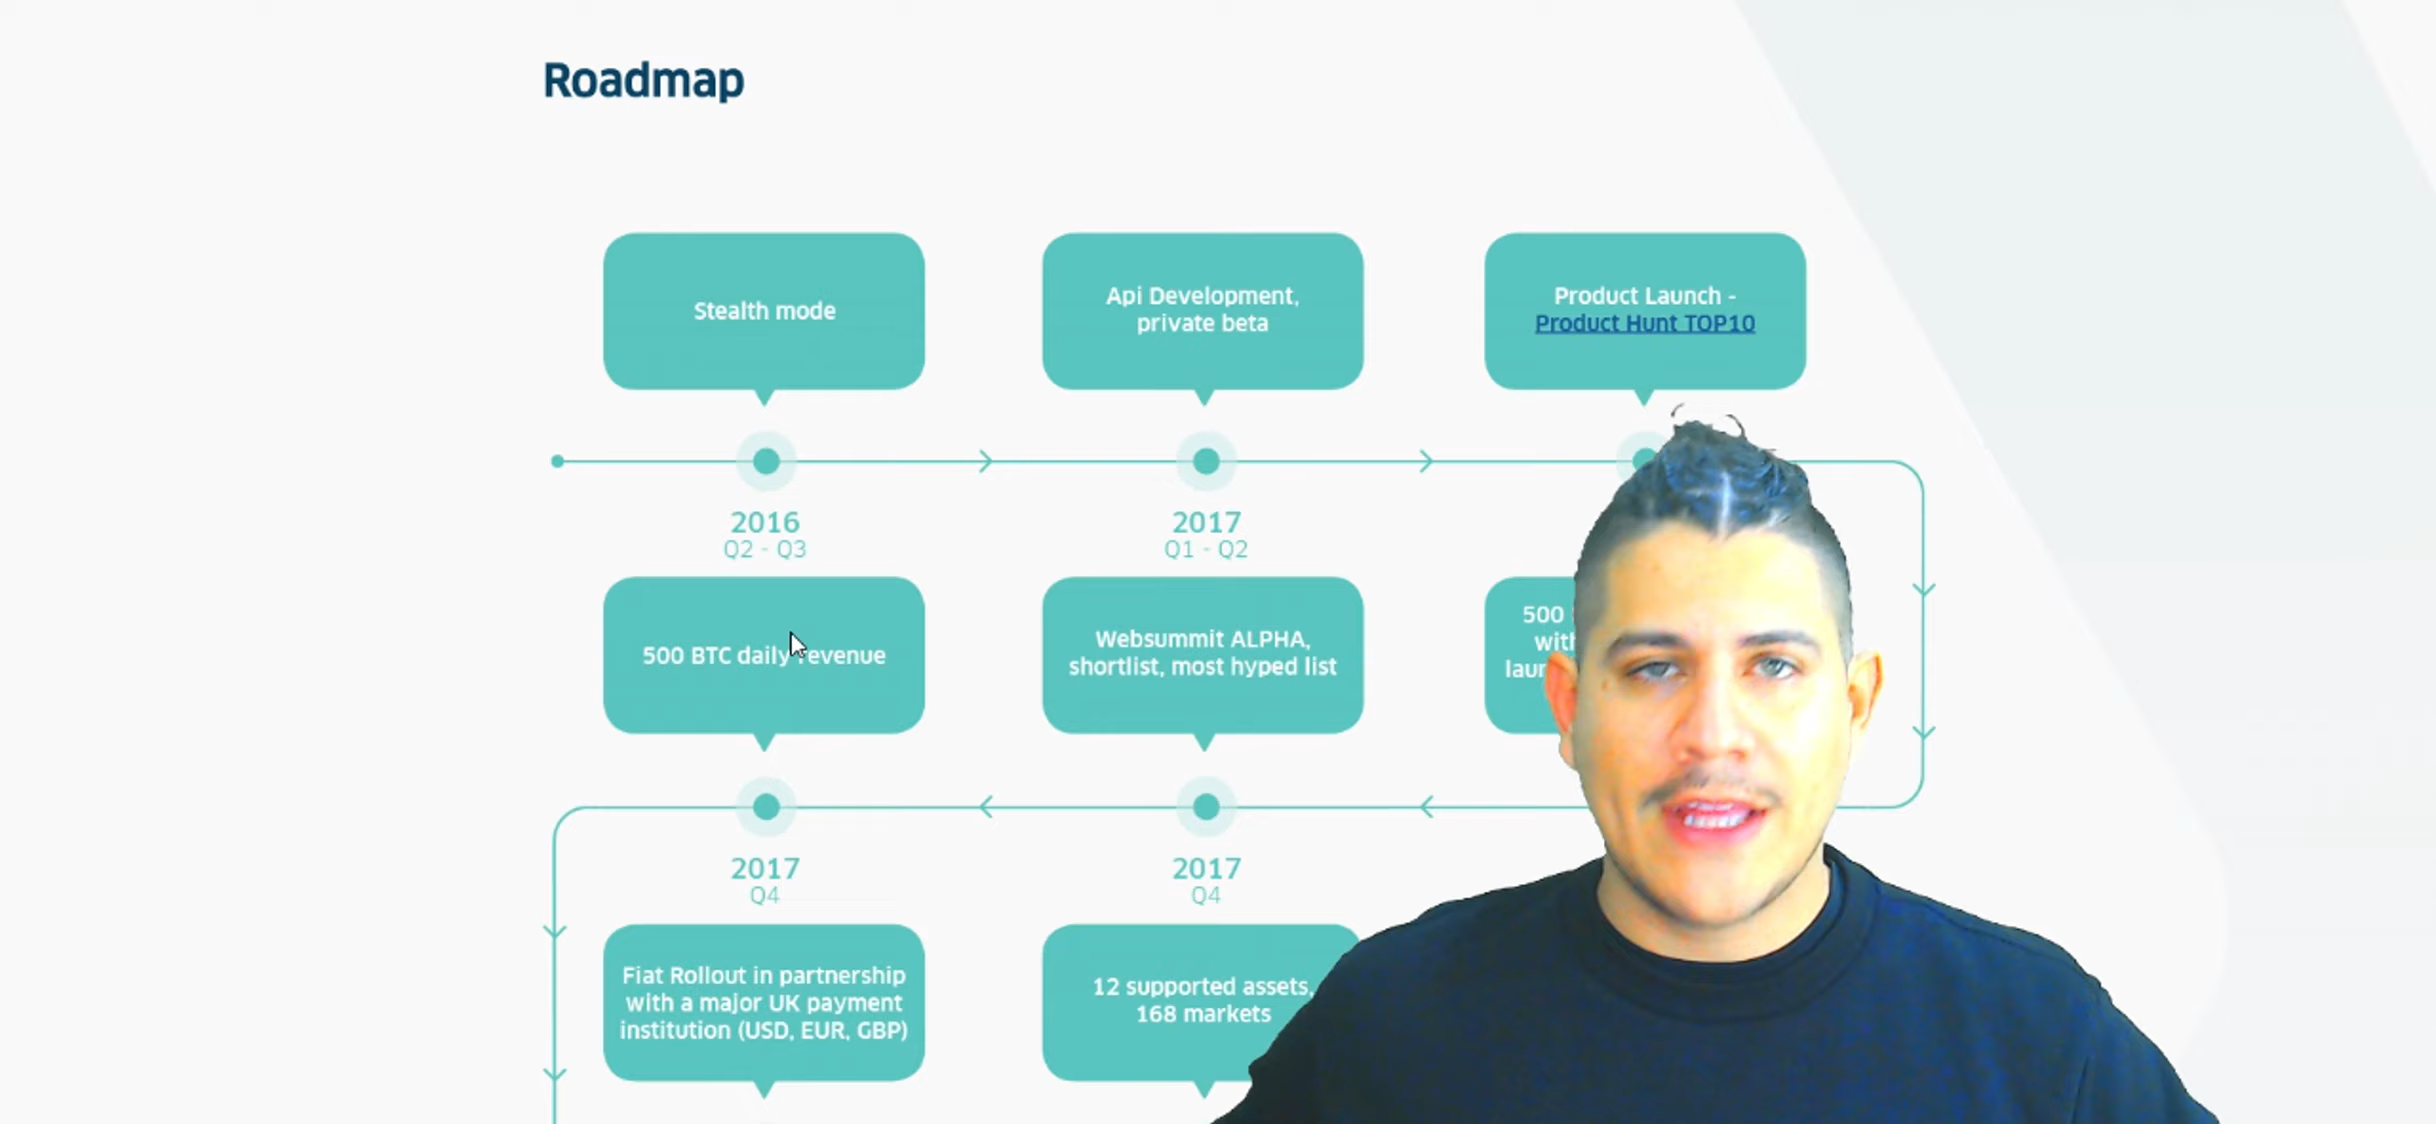 Roadmap
Stealth mode
Api Development,
private beta
Product Launch -
Product Hunt TOP10
2016
Q2 - Q3
2017
Q1 - Q2
500 BTC daily revenue
Websummit ALPHA,
shortlist, most hyped list
500
with
2017
Q4
2017
Q4
Fiat Rollout in partnership
with a major UK payment
institution (USD, EUR, GBP)
12 supported assets,
168 markets